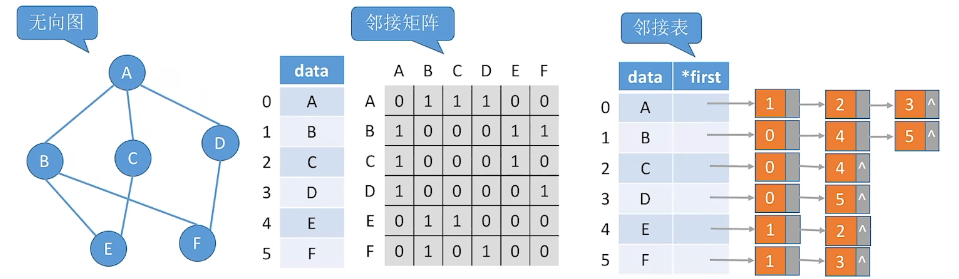 无向图
邻接矩阵
邻接表
A
B
C
D
E
F
data
0 A
1 B
2 C
3 D
4 E
5 F
A B C D E F
A 0 1 1 1 0 0
B 1 0 0 0 1 1
C 1 0 0 0 1 0
D 1 0 0 0 0 1
E 0 1 1 0 0 0
F 0 1 0 1 0 0
data *first
0 A 1 2 3 ^
1 B 0 4 5 ^
2 C 0 4 ^
3 D 0 5 ^
4 E 1 2 ^
5 F 1 3 ^